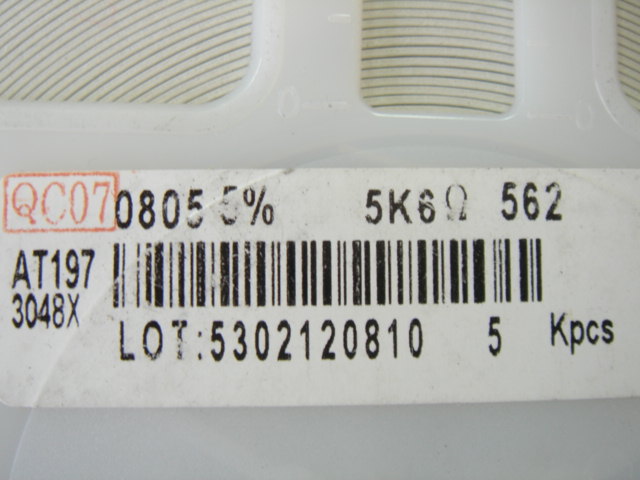 QC07 0805 5% 5K6Ω 562
AT197
3048X
LOT:5302120810 5 Kpcs